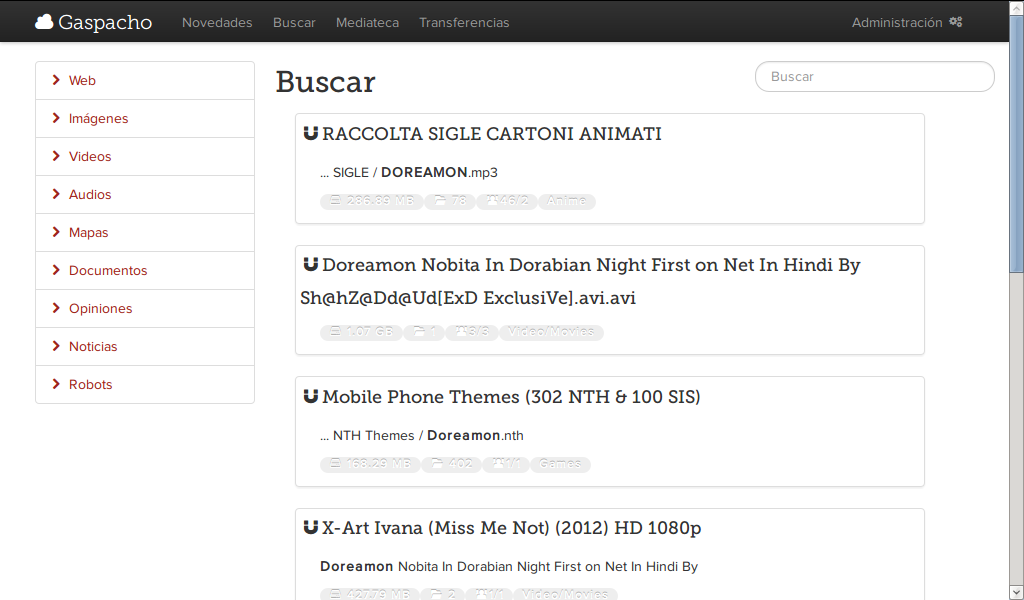 Gaspacho Novedades Buscar Mediateca Transferencias Administración
Web
Imágenes
Videos
Audios
Mapas
Documentos
Opiniones
Noticias
Robots
Buscar
Buscar
RACCOLTA SIGLE CARTONI ANIMATI
... SIGLE / DOREAMON.mp3
286.89 MB 78 46/2 Anime
Doreamon Nobita In Dorabian Night First on Net In Hindi By
Sh@hZ@Dd@Ud[ExD ExclusiVe].avi.avi
1.07 GB 1 3/3 Video/Movies
Mobile Phone Themes (302 NTH & 100 SIS)
... NTH Themes / Doreamon.nth
168.29 MB 402 1/1 Games
X-Art Ivana (Miss Me Not) (2012) HD 1080p
Doreamon Nobita In Dorabian Night First on Net In Hindi By
427.79 MB 2 1/1 Video/Movies